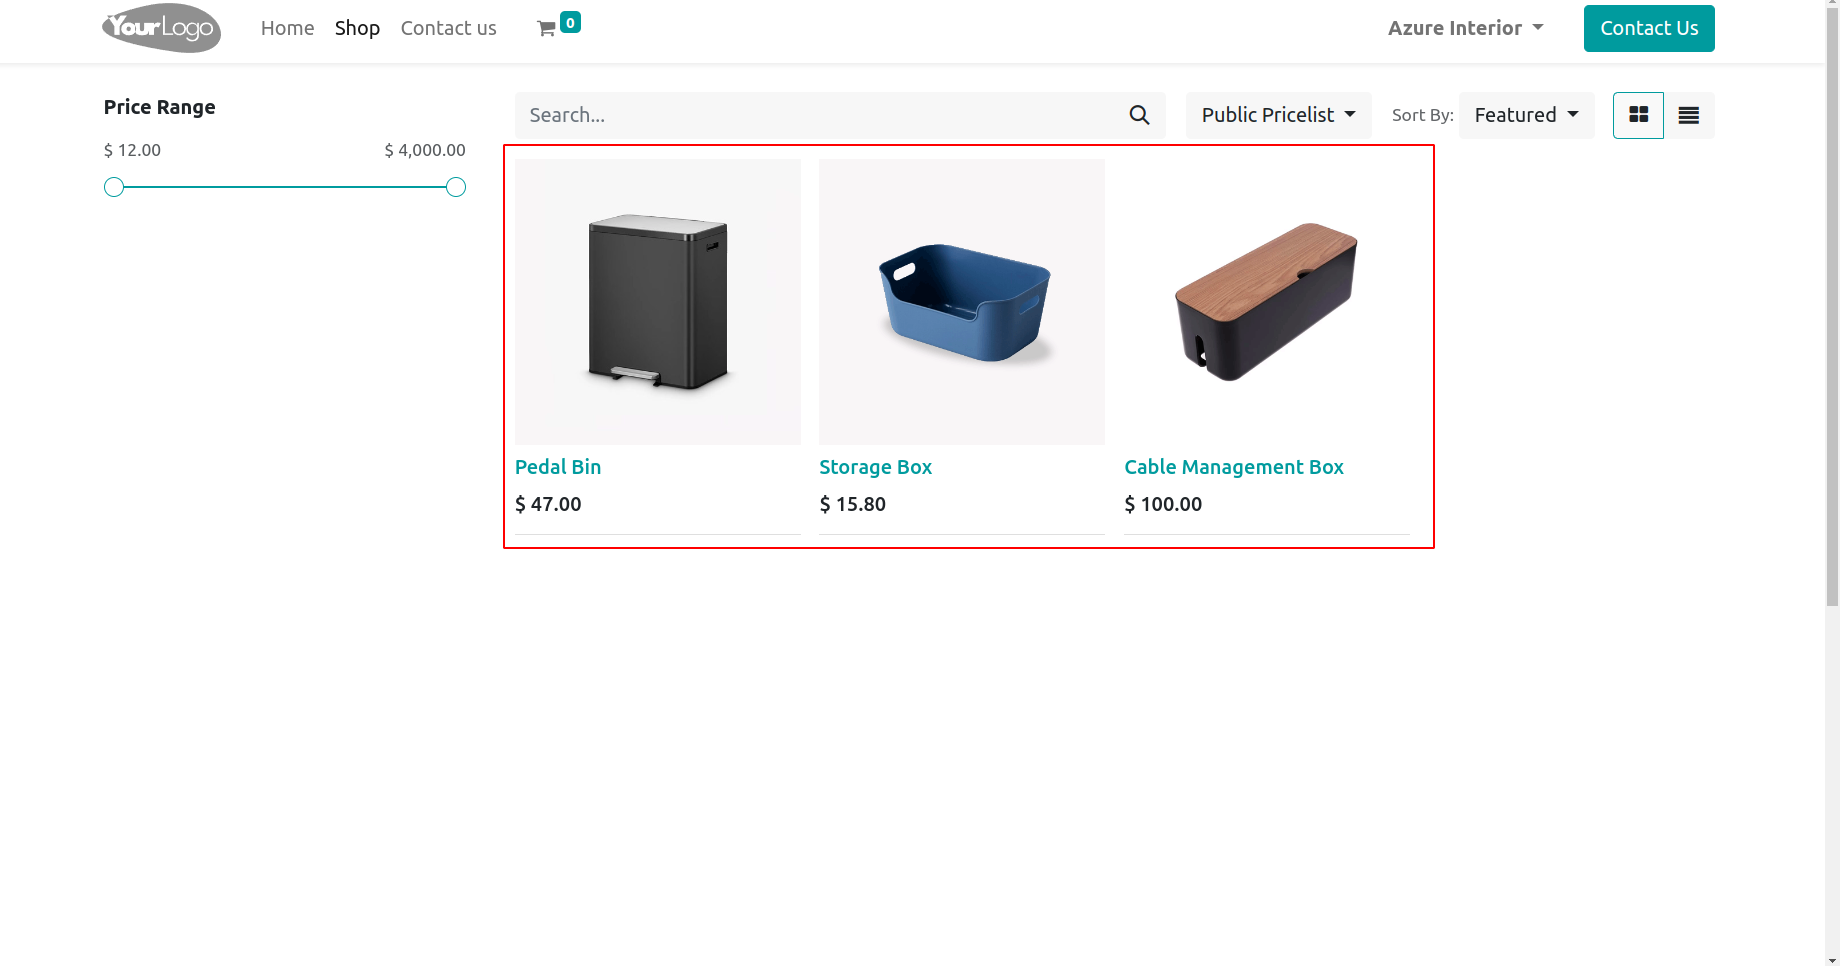 YourLogo Home Shop Contact us 0 Azure Interior Contact Us
Price Range
$ 12.00 $ 4,000.00
Search... Public Pricelist Sort By: Featured
Pedal Bin
$ 47.00
Storage Box
$ 15.80
Cable Management Box
$ 100.00